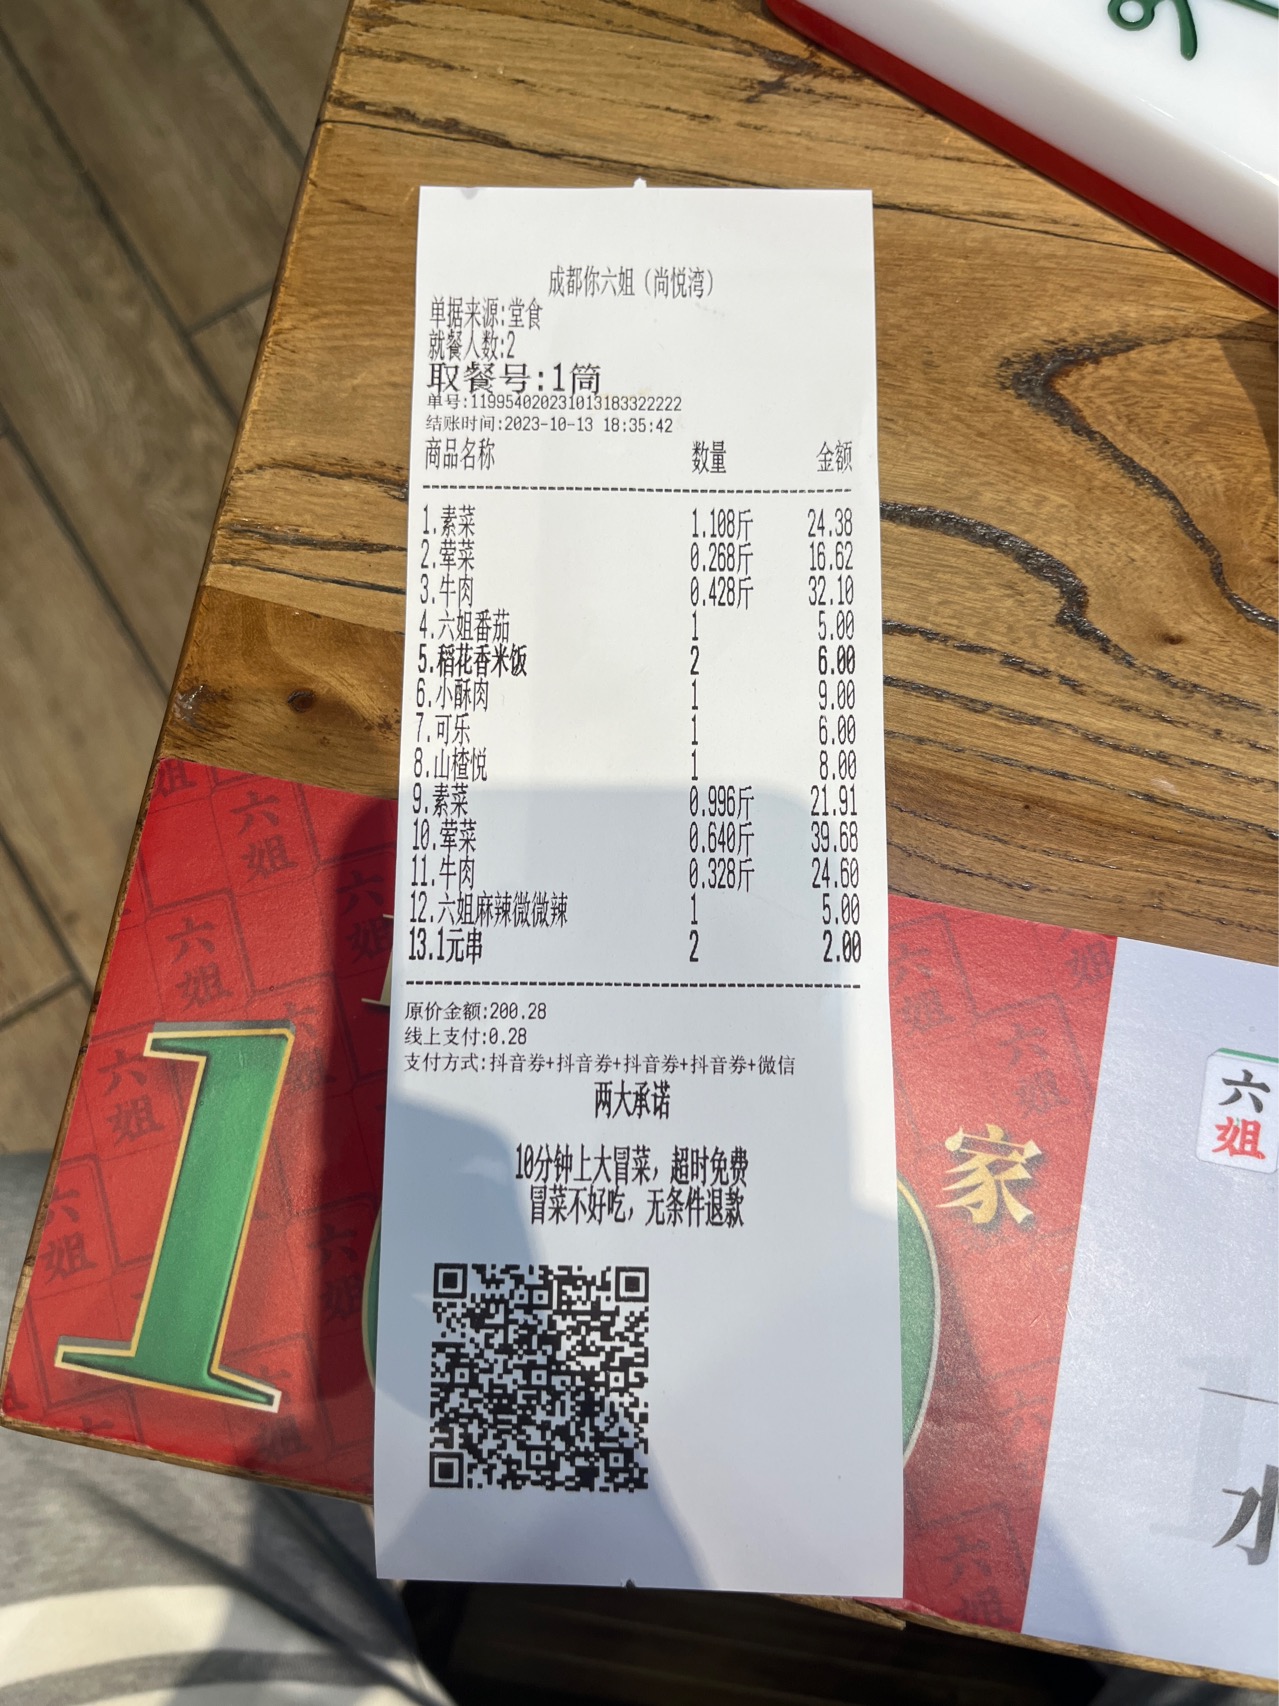 成都你六姐（尚悦湾）
单据来源:堂食
就餐人数:2
取餐号:1筒
单号:119954020231013183322222
结账时间:2023-10-13 18:35:42
商品名称 数量 金额
1.素菜 1.108斤 24.38
2.荤菜 0.268斤 16.62
3.牛肉 0.428斤 32.10
4.六姐番茄 1 5.00
5.稻花香米饭 2 6.00
6.小酥肉 1 9.00
7.可乐 1 6.00
8.山楂悦 1 8.00
9.素菜 0.996斤 21.91
10.荤菜 0.640斤 39.68
11.牛肉 0.328斤 24.60
12.六姐麻辣微微辣 1 5.00
13.1元串 2 2.00
原价金额:200.28
线上支付:0.28
支付方式:抖音券+抖音券+抖音券+抖音券+微信
两大承诺
10分钟上大冒菜，超时免费
冒菜不好吃，无条件退款
1
家
六姐